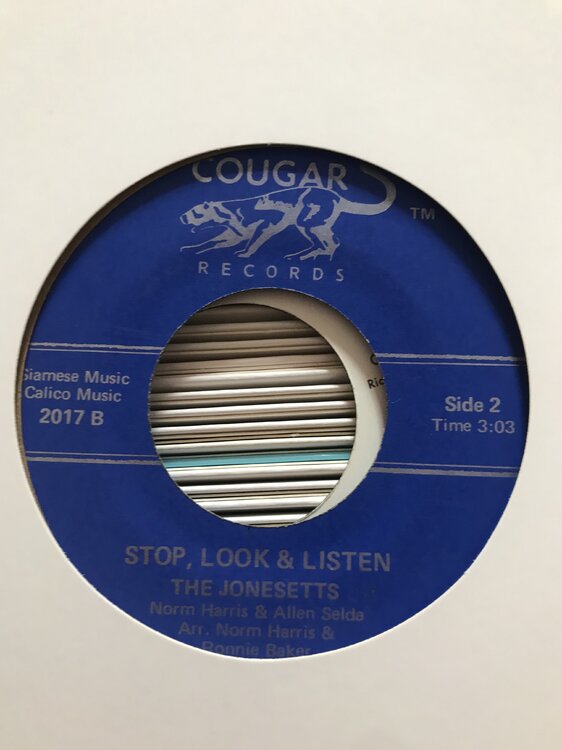 COUGAR
TM
RECORDS
Siamese Music
Calico Music
2017 B
Side 2
Time 3:03
STOP, LOOK & LISTEN
THE JONESETTS
Norm Harris & Allen Selda
Arr. Norm Harris &
Ronnie Baker